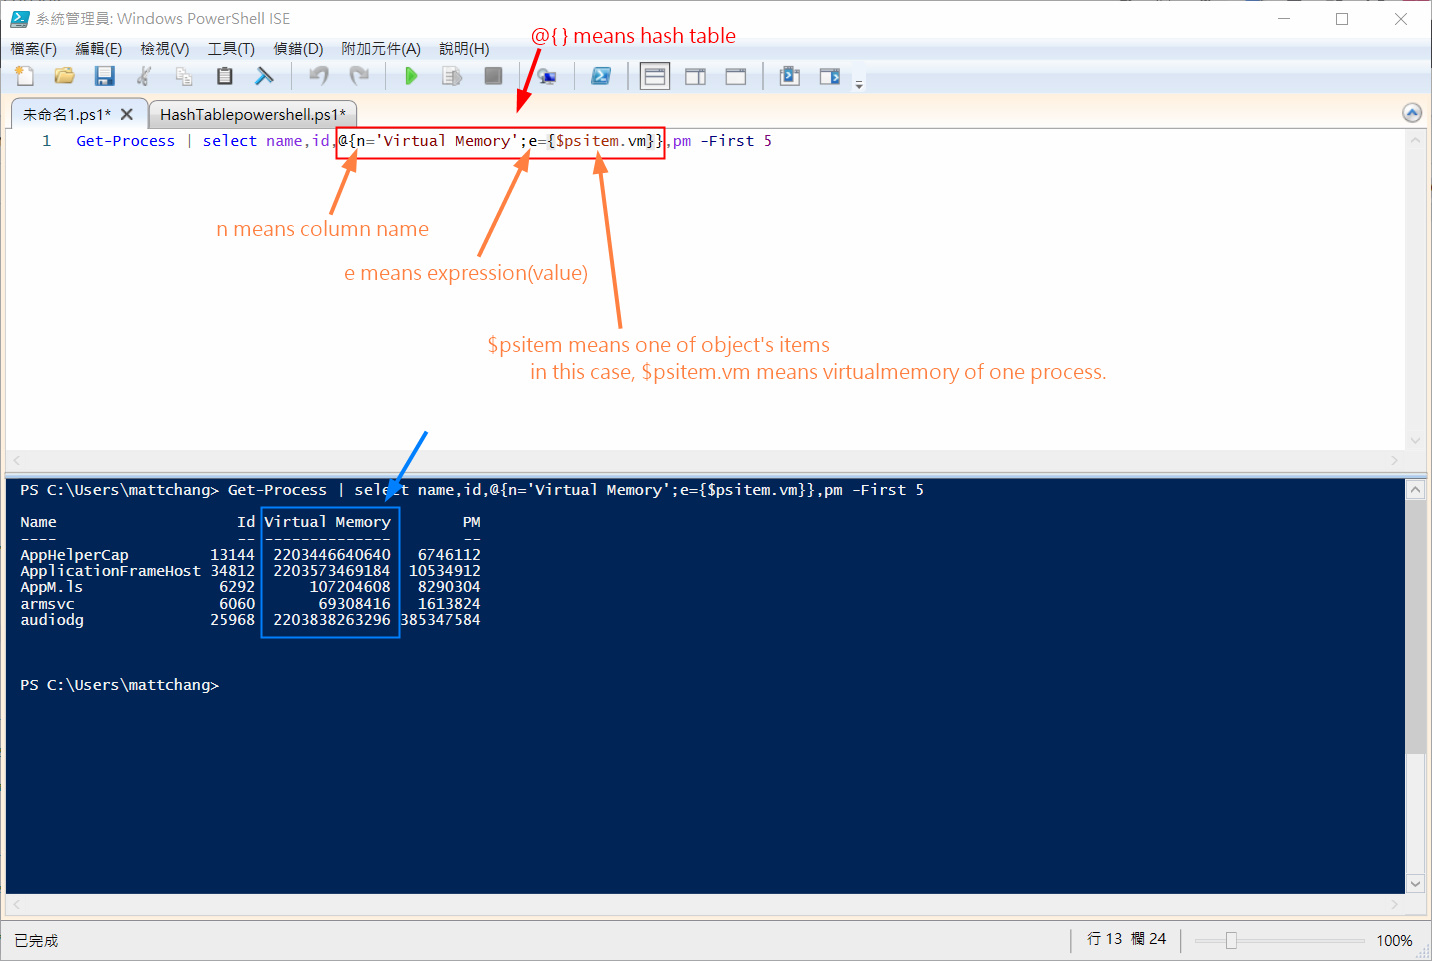 系統管理員: Windows PowerShell ISE
檔案(F) 編輯(E) 檢視(V) 工具(T) 偵錯(D) 附加元件(A) 說明(H)
@{ } means hash table
未命名1.ps1* HashTablepowershell.ps1*
1 Get-Process | select name,id,@{n='Virtual Memory';e={$psitem.vm}},pm -First 5
n means column name
e means expression(value)
$psitem means one of object's items
in this case, $psitem.vm means virtualmemory of one process.
PS C:\Users\mattchang> Get-Process | select name,id,@{n='Virtual Memory';e={$psitem.vm}},pm -First 5
Name Id Virtual Memory PM
---- -- -------------- --
AppHelperCap 13144 2203446640640 6746112
ApplicationFrameHost 34812 2203573469184 10534912
AppM.ls 6292 107204608 8290304
armsvc 6060 69308416 1613824
audiodg 25968 2203838263296 385347584
PS C:\Users\mattchang>
已完成 行 13 欄 24 100%